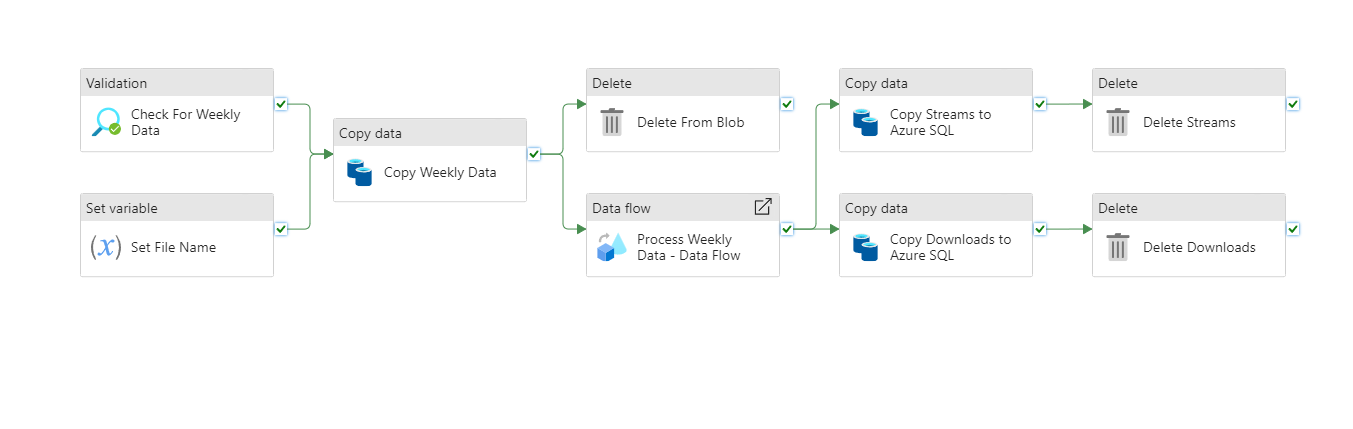 Validation
Check For Weekly
Data
Set variable
(x)
Set File Name
Copy data
Copy Weekly Data
Delete
Delete From Blob
Data flow
Process Weekly
Data - Data Flow
Copy data
Copy Streams to
Azure SQL
Copy data
Copy Downloads to
Azure SQL
Delete
Delete Streams
Delete
Delete Downloads